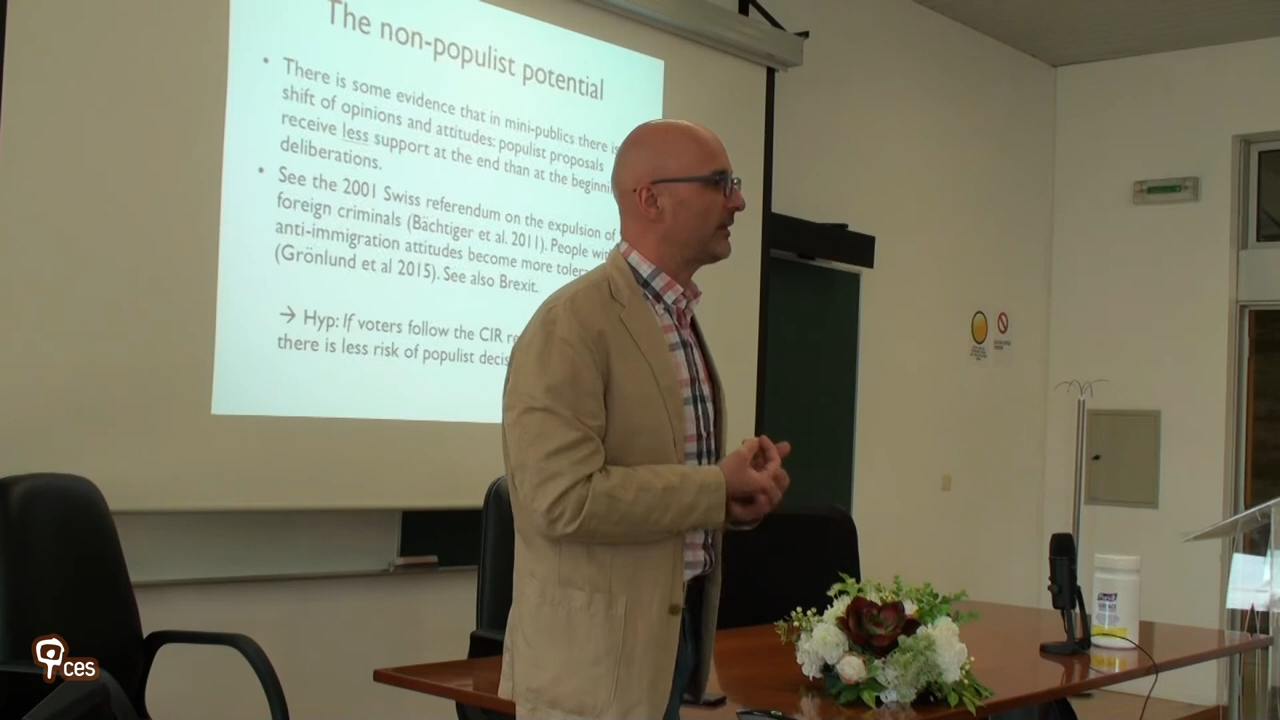 The non-populist potential
• There is some evidence that in mini-publics there is
shift of opinions and attitudes: populist proposals
receive less support at the end than at the beginni
deliberations.
• See the 2001 Swiss referendum on the expulsion of
foreign criminals (Bächtiger et al. 2011). People wit
anti-immigration attitudes become more toler
(Grönlund et al 2015). See also Brexit.
→ Hyp: If voters follow the CIR re
there is less risk of populist decis
ces